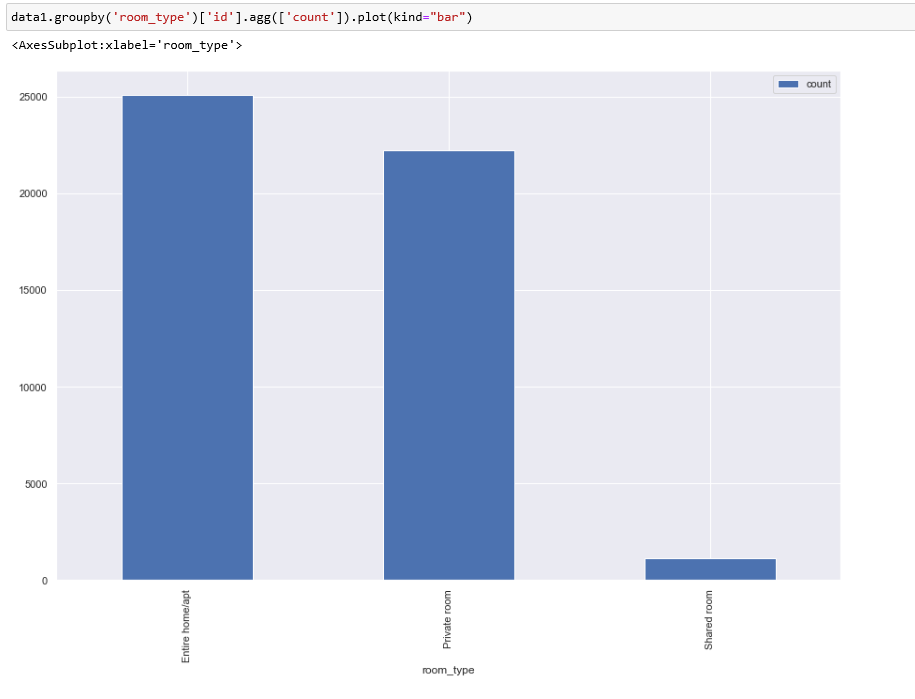 data1.groupby('room_type')['id'].agg(['count']).plot(kind="bar")
<AxesSubplot:xlabel='room_type'>
count
25000
20000
15000
10000
5000
0
Entire home/apt
Private room
Shared room
room_type